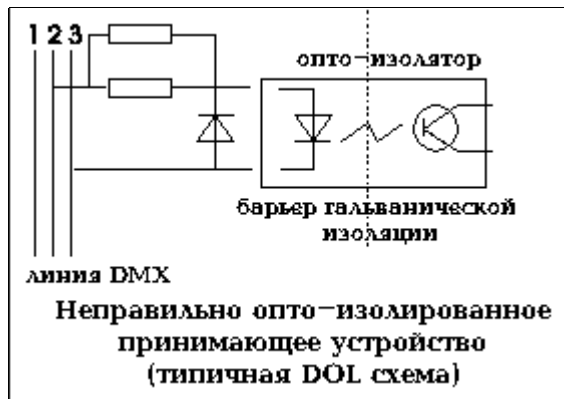 1 2 3
опто-изолятор
барьер гальванической
изоляции
линия DMX
Неправильно опто-изолированное
принимающее устройство
(типичная DOL схема)